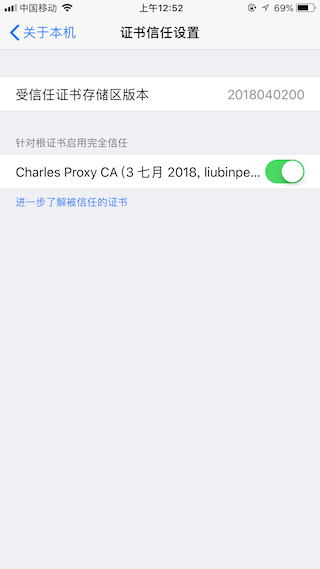 中国移动 上午12:52 69%
关于本机 证书信任设置
受信任证书存储区版本 2018040200
针对根证书启用完全信任
Charles Proxy CA (3 七月 2018, liubinpe...
进一步了解被信任的证书